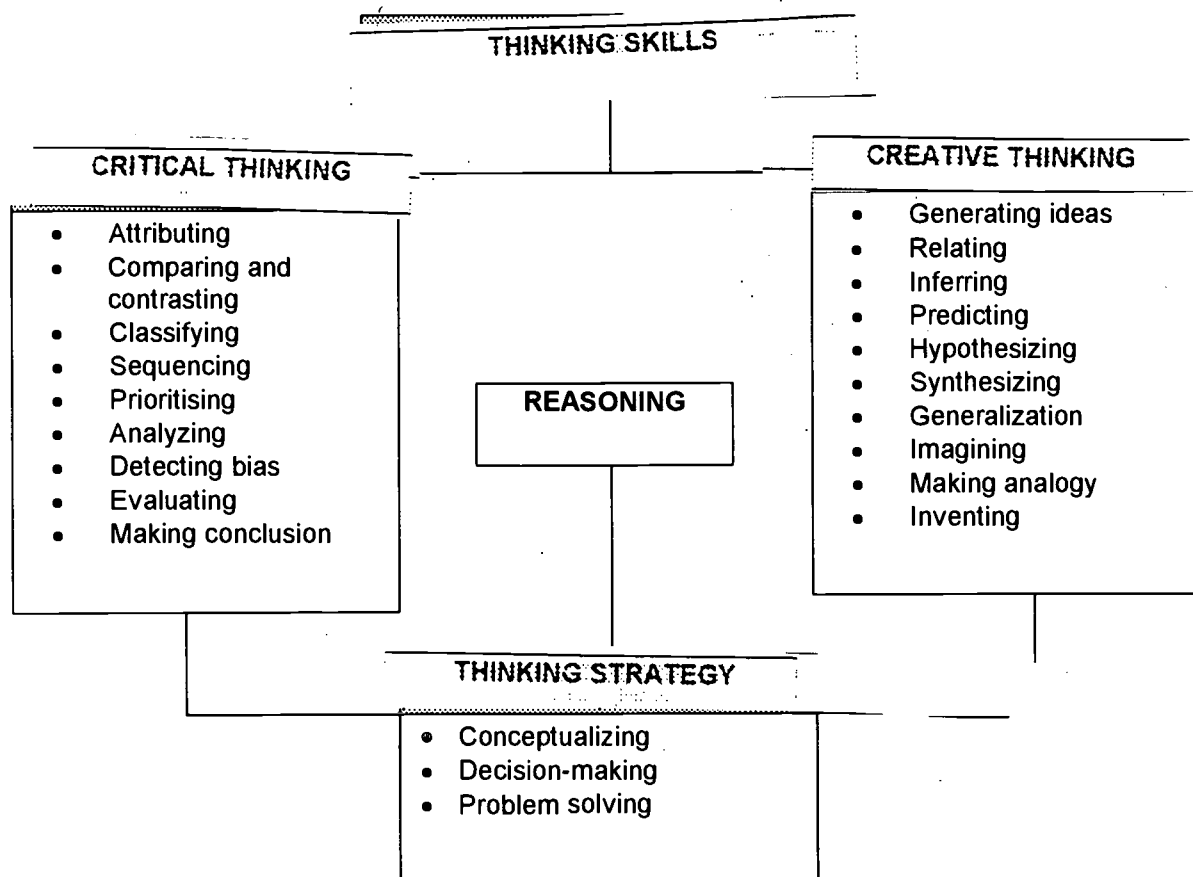 THINKING SKILLS
CRITICAL THINKING
• Attributing
• Comparing and
contrasting
• Classifying
• Sequencing
• Prioritising
• Analyzing
• Detecting bias
• Evaluating
• Making conclusion
CREATIVE THINKING
• Generating ideas
• Relating
• Inferring
• Predicting
• Hypothesizing
• Synthesizing
• Generalization
• Imagining
• Making analogy
• Inventing
REASONING
THINKING STRATEGY
• Conceptualizing
• Decision-making
• Problem solving